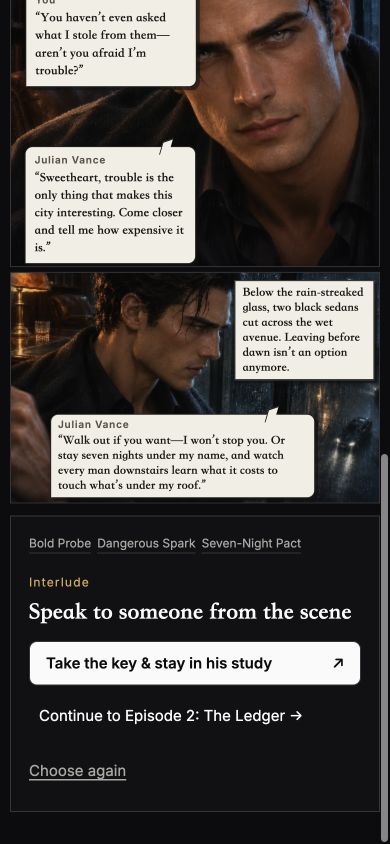 You
“You haven’t even asked
what I stole from them—
aren’t you afraid I’m
trouble?”
Julian Vance
“Sweetheart, trouble is the
only thing that makes this
city interesting. Come closer
and tell me how expensive it
is.”
Below the rain-streaked
glass, two black sedans
cut across the wet
avenue. Leaving before
dawn isn’t an option
anymore.
Julian Vance
“Walk out if you want—I won’t stop you. Or
stay seven nights under my name, and watch
every man downstairs learn what it costs to
touch what’s under my roof.”
Bold Probe Dangerous Spark Seven-Night Pact
Interlude
Speak to someone from the scene
Take the key & stay in his study ↗
Continue to Episode 2: The Ledger →
Choose again